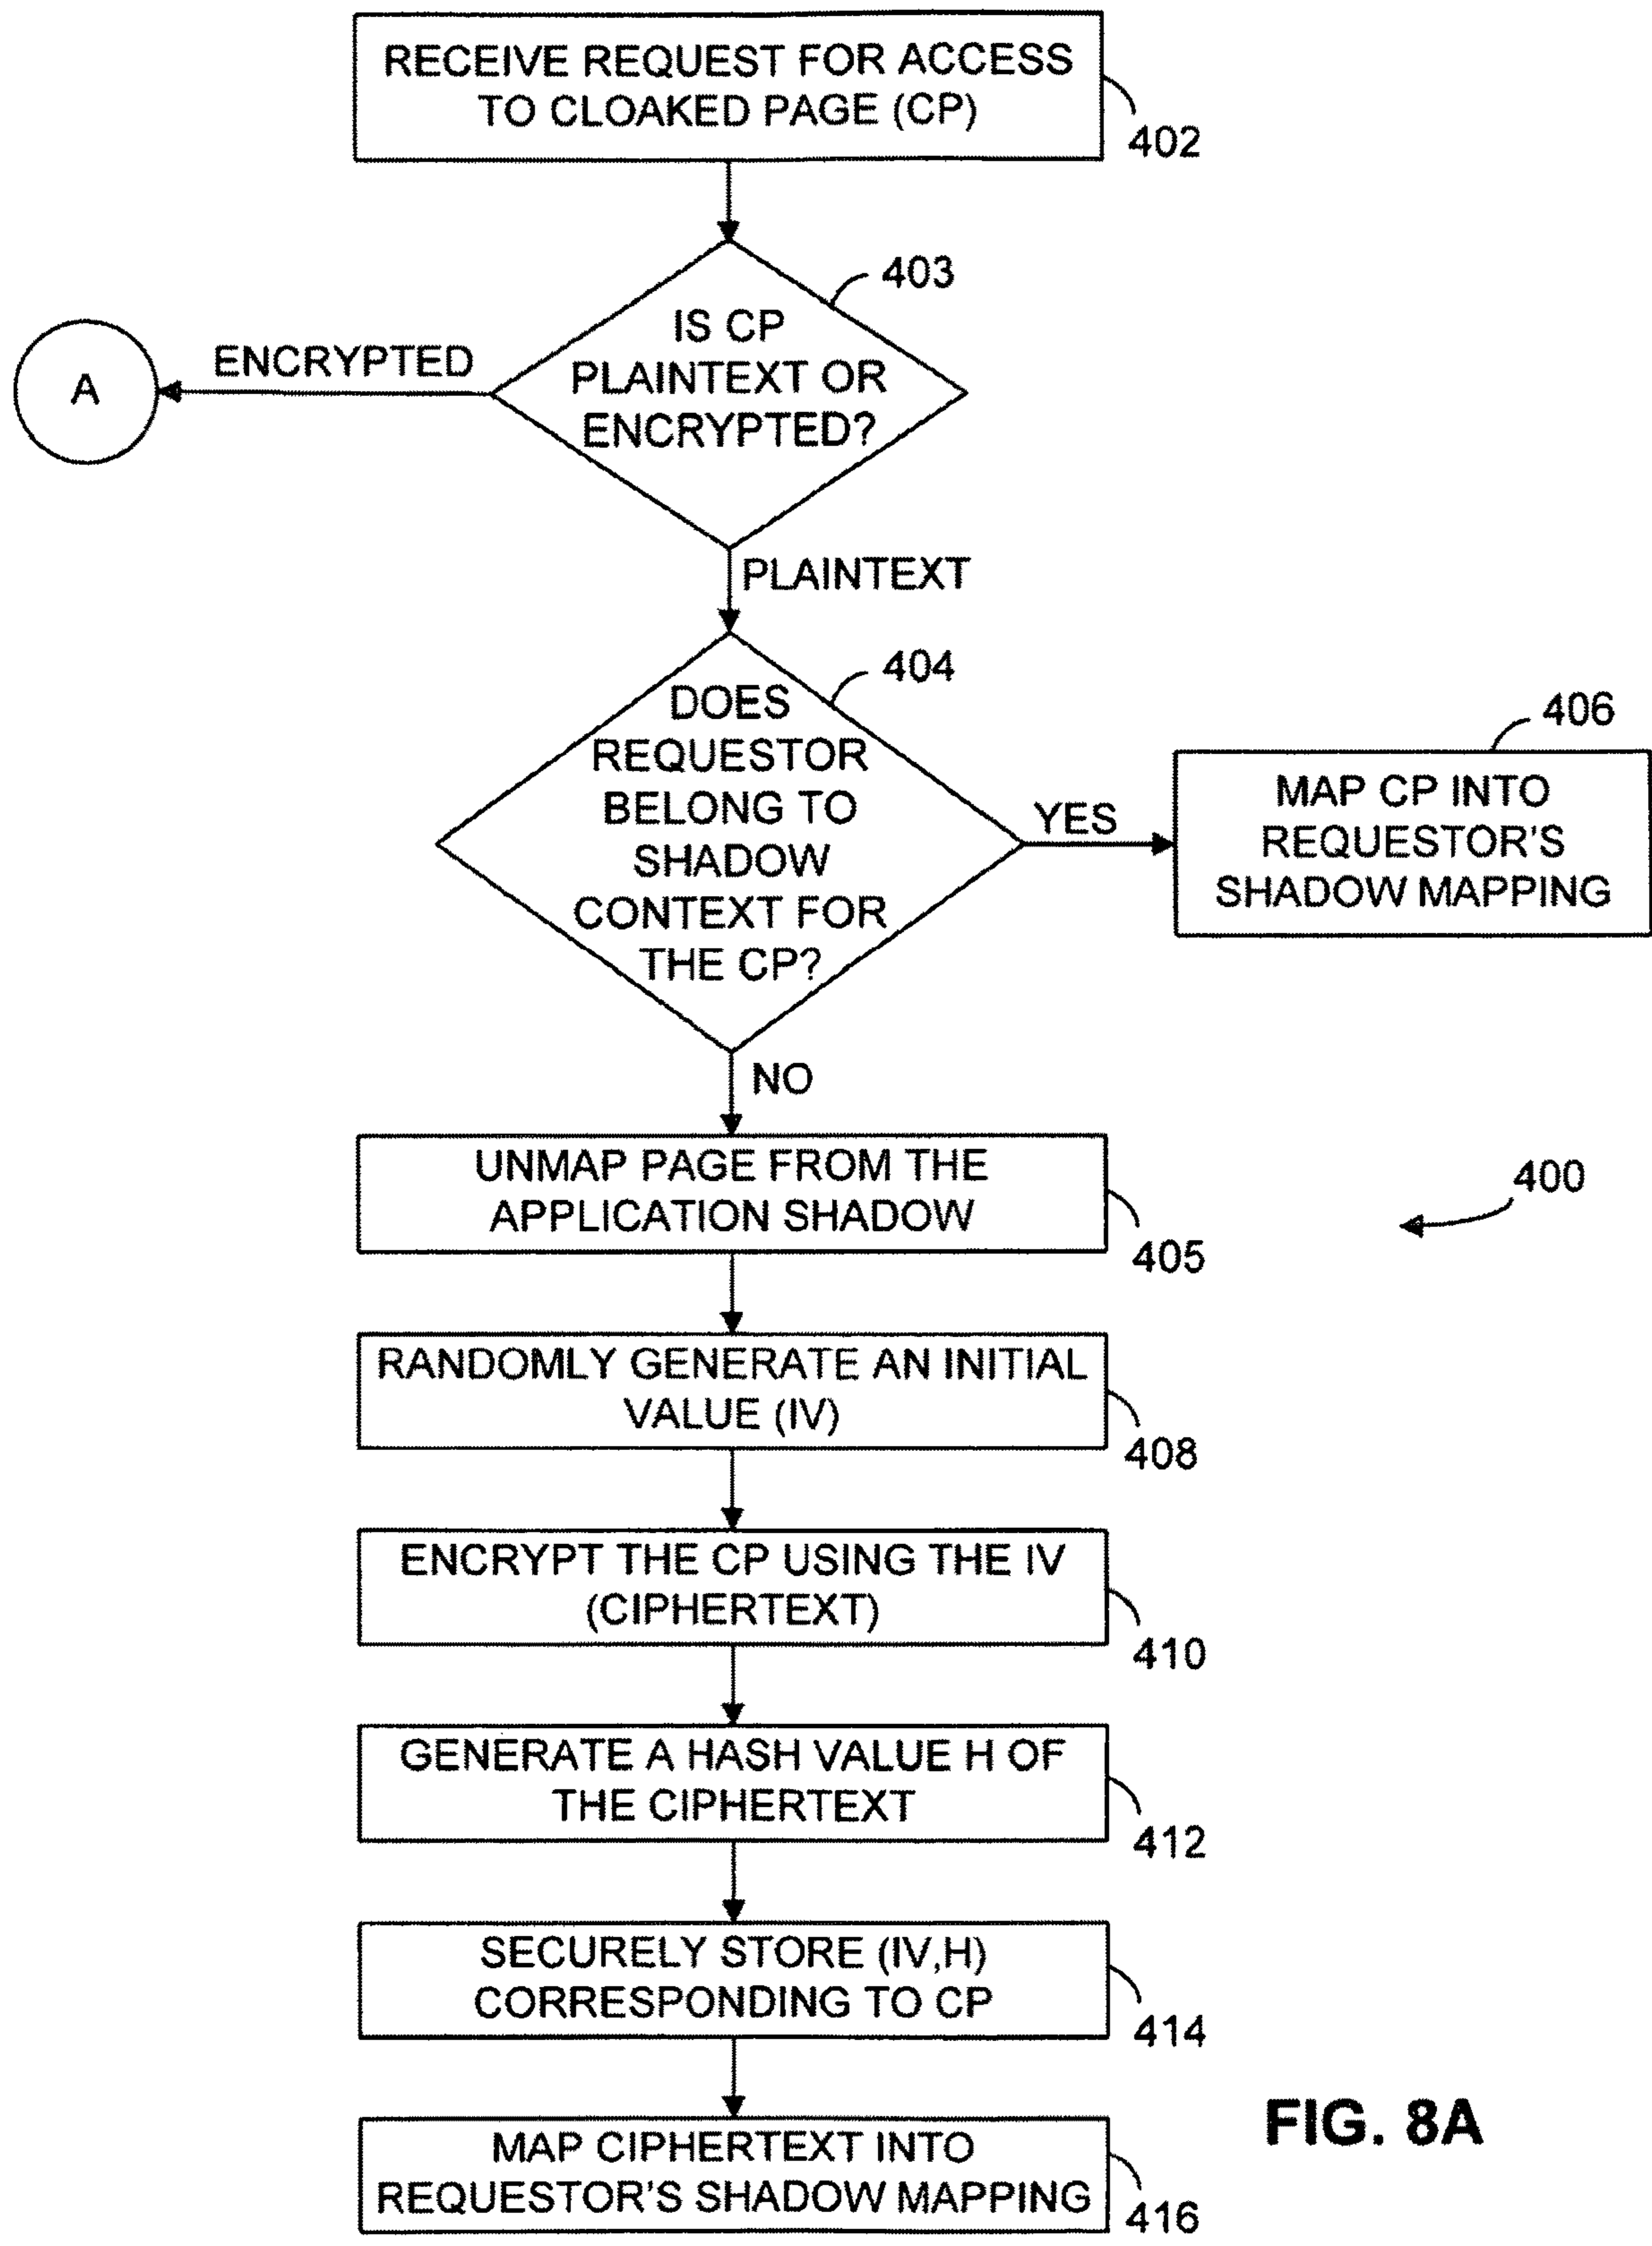 RECEIVE REQUEST FOR ACCESS
TO CLOAKED PAGE (CP)
402
403
IS CP
PLAINTEXT OR
ENCRYPTED?
ENCRYPTED
A
PLAINTEXT
404
DOES
REQUESTOR
BELONG TO
SHADOW
CONTEXT FOR
THE CP?
YES
406
MAP CP INTO
REQUESTOR'S
SHADOW MAPPING
NO
UNMAP PAGE FROM THE
APPLICATION SHADOW
405
400
RANDOMLY GENERATE AN INITIAL
VALUE (IV)
408
ENCRYPT THE CP USING THE IV
(CIPHERTEXT)
410
GENERATE A HASH VALUE H OF
THE CIPHERTEXT
412
SECURELY STORE (IV,H)
CORRESPONDING TO CP
414
MAP CIPHERTEXT INTO
REQUESTOR'S SHADOW MAPPING
416
FIG. 8A